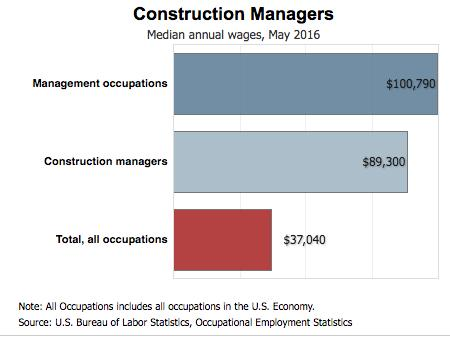 Construction Managers
Median annual wages, May 2016
Management occupations
$100,790
Construction managers
$89,300
Total, all occupations
$37,040
Note: All Occupations includes all occupations in the U.S. Economy.
Source: U.S. Bureau of Labor Statistics, Occupational Employment Statistics